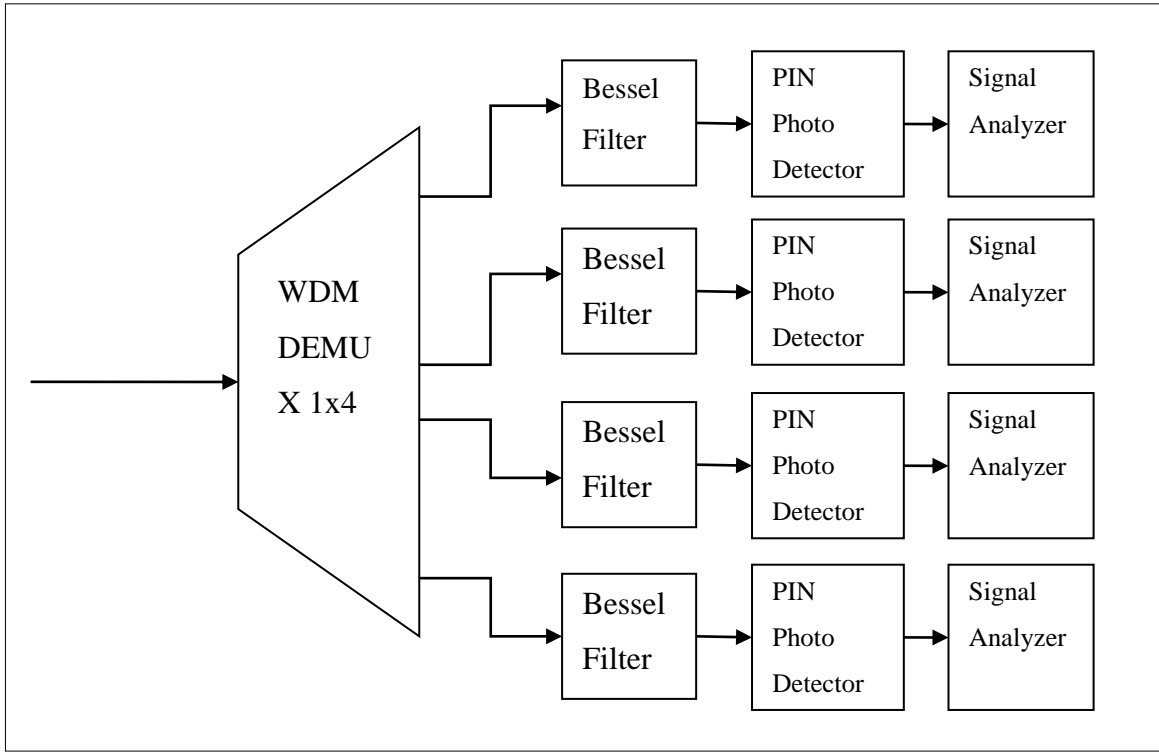 WDM
DEMU
X 1x4
Bessel
Filter
PIN
Photo
Detector
Signal
Analyzer
Bessel
Filter
PIN
Photo
Detector
Signal
Analyzer
Bessel
Filter
PIN
Photo
Detector
Signal
Analyzer
Bessel
Filter
PIN
Photo
Detector
Signal
Analyzer